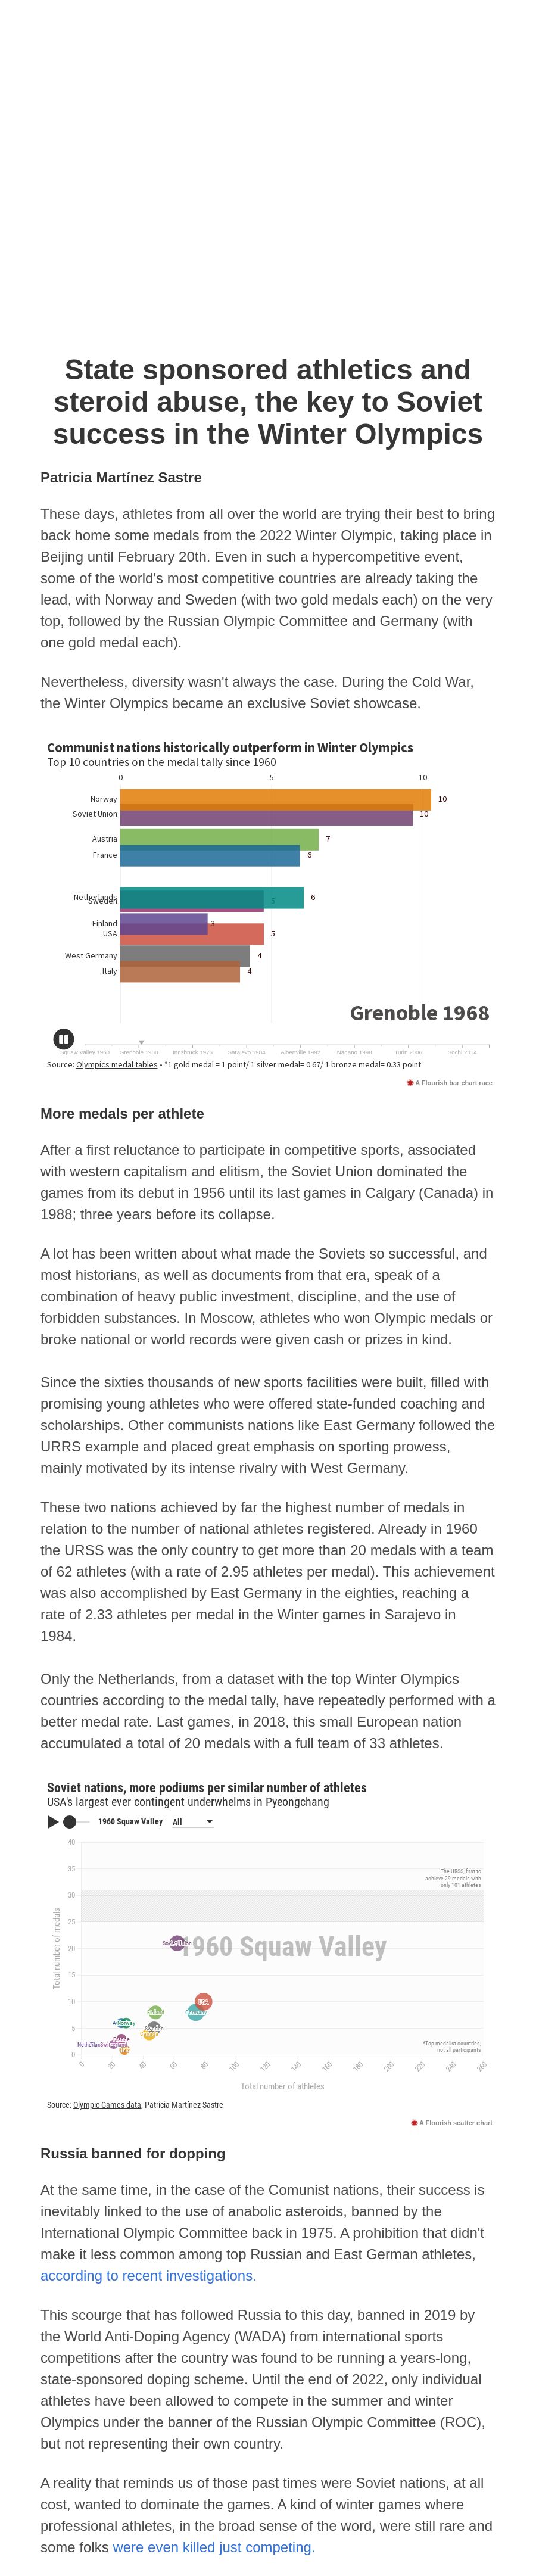 State sponsored athletics and
steroid abuse, the key to Soviet
success in the Winter Olympics
Patricia Martínez Sastre
These days, athletes from all over the world are trying their best to bring
back home some medals from the 2022 Winter Olympic, taking place in
Beijing until February 20th. Even in such a hypercompetitive event,
some of the world's most competitive countries are already taking the
lead, with Norway and Sweden (with two gold medals each) on the very
top, followed by the Russian Olympic Committee and Germany (with
one gold medal each).
Nevertheless, diversity wasn't always the case. During the Cold War,
the Winter Olympics became an exclusive Soviet showcase.
Communist nations historically outperform in Winter Olympics
Top 10 countries on the medal tally since 1960
0 5 10
Norway 10
Soviet Union 10
Austria 7
France 6
Netherlands 6
Sweden 5
Finland 3
USA 5
West Germany 4
Italy 4
Grenoble 1968
Squaw Valley 1960 Grenoble 1968 Innsbruck 1976 Sarajevo 1984 Albertville 1992 Nagano 1998 Turin 2006 Sochi 2014
Source: Olympics medal tables • *1 gold medal = 1 point/ 1 silver medal= 0.67/ 1 bronze medal= 0.33 point
A Flourish bar chart race
More medals per athlete
After a first reluctance to participate in competitive sports, associated
with western capitalism and elitism, the Soviet Union dominated the
games from its debut in 1956 until its last games in Calgary (Canada) in
1988; three years before its collapse.
A lot has been written about what made the Soviets so successful, and
most historians, as well as documents from that era, speak of a
combination of heavy public investment, discipline, and the use of
forbidden substances. In Moscow, athletes who won Olympic medals or
broke national or world records were given cash or prizes in kind.
Since the sixties thousands of new sports facilities were built, filled with
promising young athletes who were offered state-funded coaching and
scholarships. Other communists nations like East Germany followed the
URRS example and placed great emphasis on sporting prowess,
mainly motivated by its intense rivalry with West Germany.
These two nations achieved by far the highest number of medals in
relation to the number of national athletes registered. Already in 1960
the URSS was the only country to get more than 20 medals with a team
of 62 athletes (with a rate of 2.95 athletes per medal). This achievement
was also accomplished by East Germany in the eighties, reaching a
rate of 2.33 athletes per medal in the Winter games in Sarajevo in
1984.
Only the Netherlands, from a dataset with the top Winter Olympics
countries according to the medal tally, have repeatedly performed with a
better medal rate. Last games, in 2018, this small European nation
accumulated a total of 20 medals with a full team of 33 athletes.
Soviet nations, more podiums per similar number of athletes
USA's largest ever contingent underwhelms in Pyeongchang
1960 Squaw Valley All
40
35
The URSS, first to
achieve 29 medals with
only 101 athletes
30
25
1960 Squaw Valley
Soviet Union
20
15
10
USA
Germany
5
*Top medalist countries,
not all participants
0
Total number of medals
0 20 40 60 80 100 120 140 160 180 200 220 240 260
Total number of athletes
Source: Olympic Games data, Patricia Martínez Sastre
A Flourish scatter chart
Russia banned for dopping
At the same time, in the case of the Comunist nations, their success is
inevitably linked to the use of anabolic asteroids, banned by the
International Olympic Committee back in 1975. A prohibition that didn't
make it less common among top Russian and East German athletes,
according to recent investigations.
This scourge that has followed Russia to this day, banned in 2019 by
the World Anti-Doping Agency (WADA) from international sports
competitions after the country was found to be running a years-long,
state-sponsored doping scheme. Until the end of 2022, only individual
athletes have been allowed to compete in the summer and winter
Olympics under the banner of the Russian Olympic Committee (ROC),
but not representing their own country.
A reality that reminds us of those past times were Soviet nations, at all
cost, wanted to dominate the games. A kind of winter games where
professional athletes, in the broad sense of the word, were still rare and
some folks were even killed just competing.